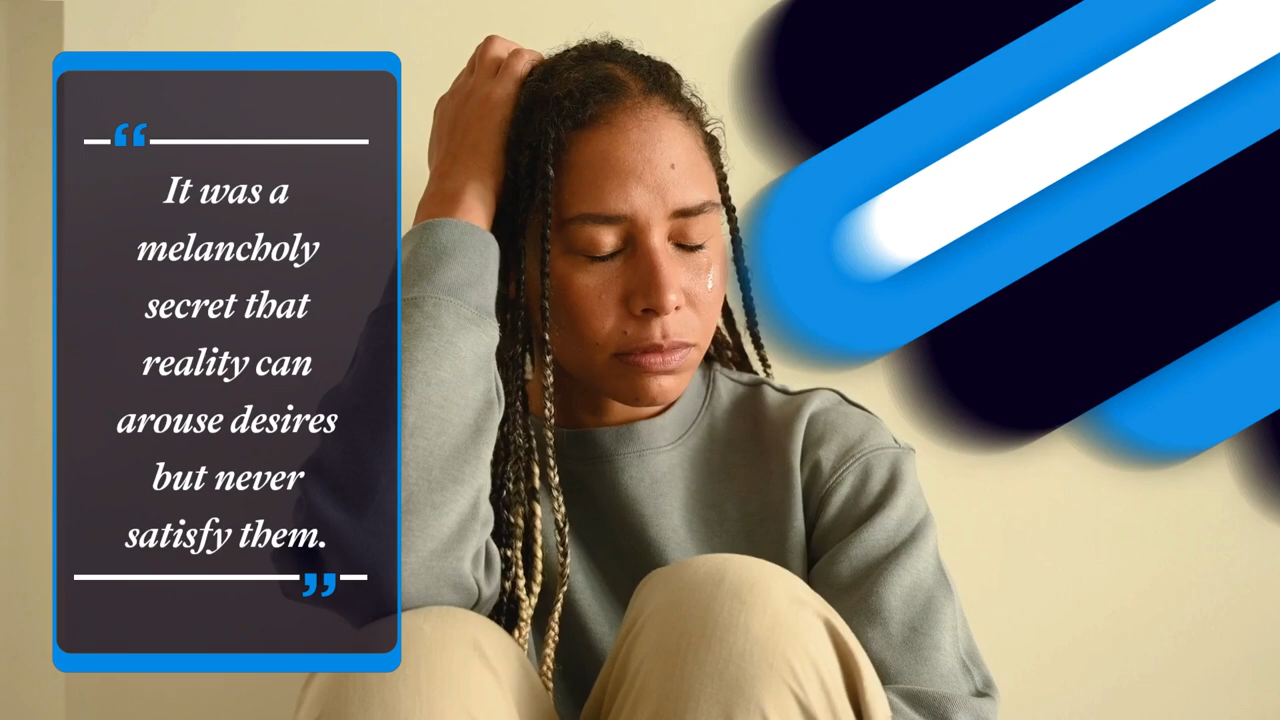 “
It was a
melancholy
secret that
reality can
arouse desires
but never
satisfy them.
”